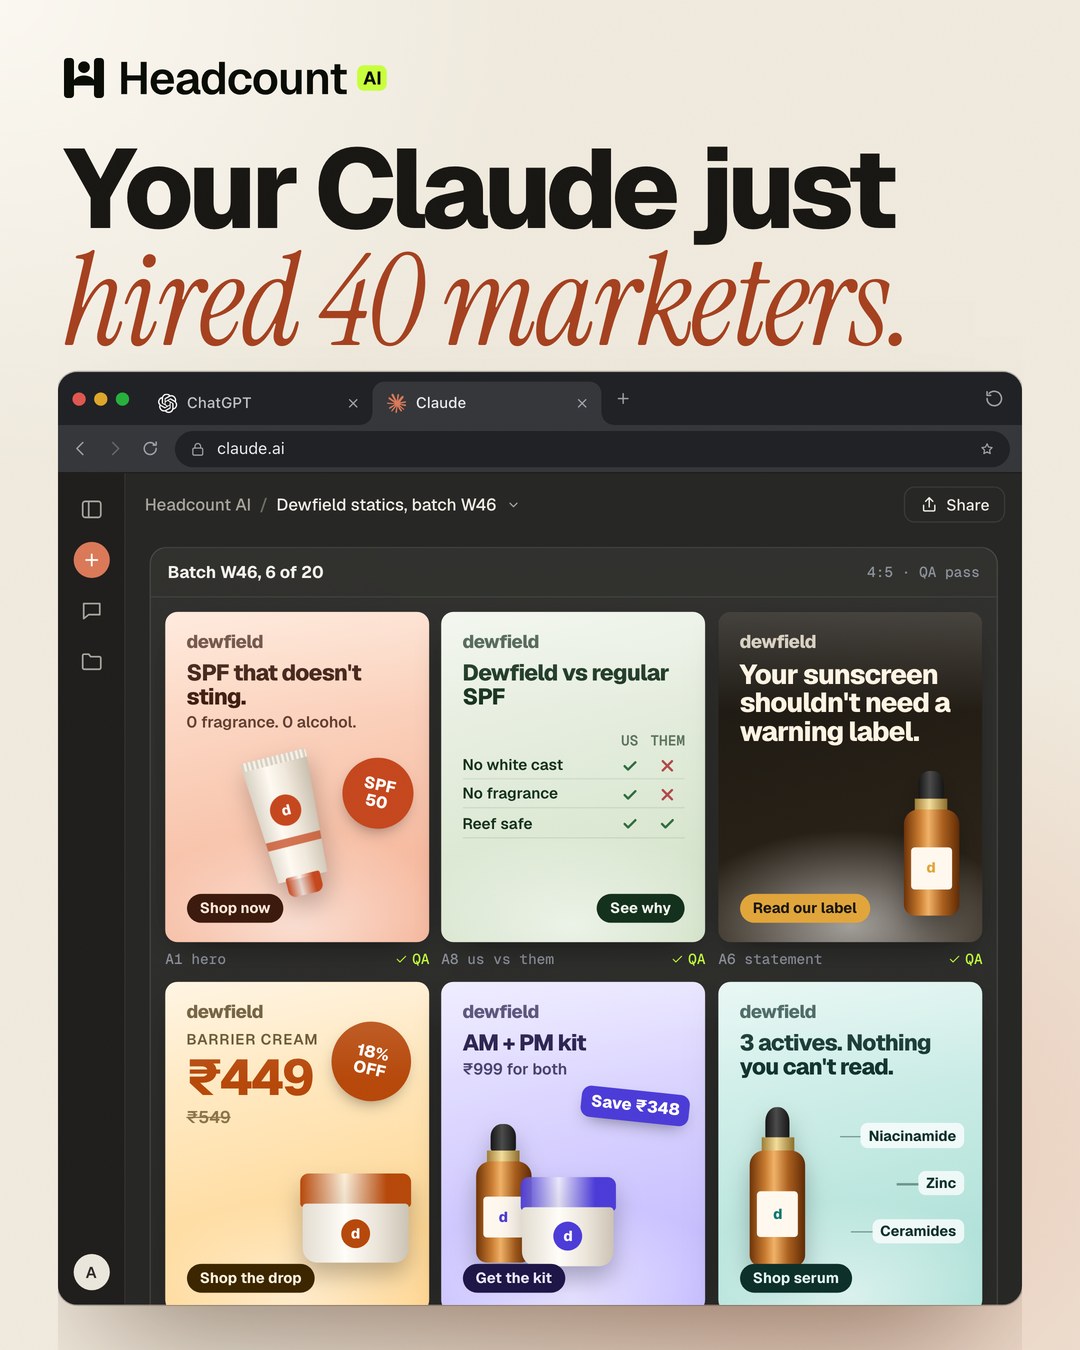 Headcount AI
Your Claude just
hired 40 marketers.
ChatGPT
Claude
claude.ai
Headcount AI / Dewfield statics, batch W46
Share
Batch W46, 6 of 20
4:5 · QA pass
dewfield
SPF that doesn't
sting.
0 fragrance. 0 alcohol.
SPF
50
d
Shop now
A1 hero
QA
dewfield
Dewfield vs regular
SPF
US THEM
No white cast
No fragrance
Reef safe
See why
A8 us vs them
QA
dewfield
Your sunscreen
shouldn't need a
warning label.
d
Read our label
A6 statement
QA
dewfield
BARRIER CREAM
₹449
₹549
18%
OFF
d
Shop the drop
dewfield
AM + PM kit
₹999 for both
Save ₹348
d
d
Get the kit
dewfield
3 actives. Nothing
you can't read.
Niacinamide
Zinc
Ceramides
d
Shop serum
A